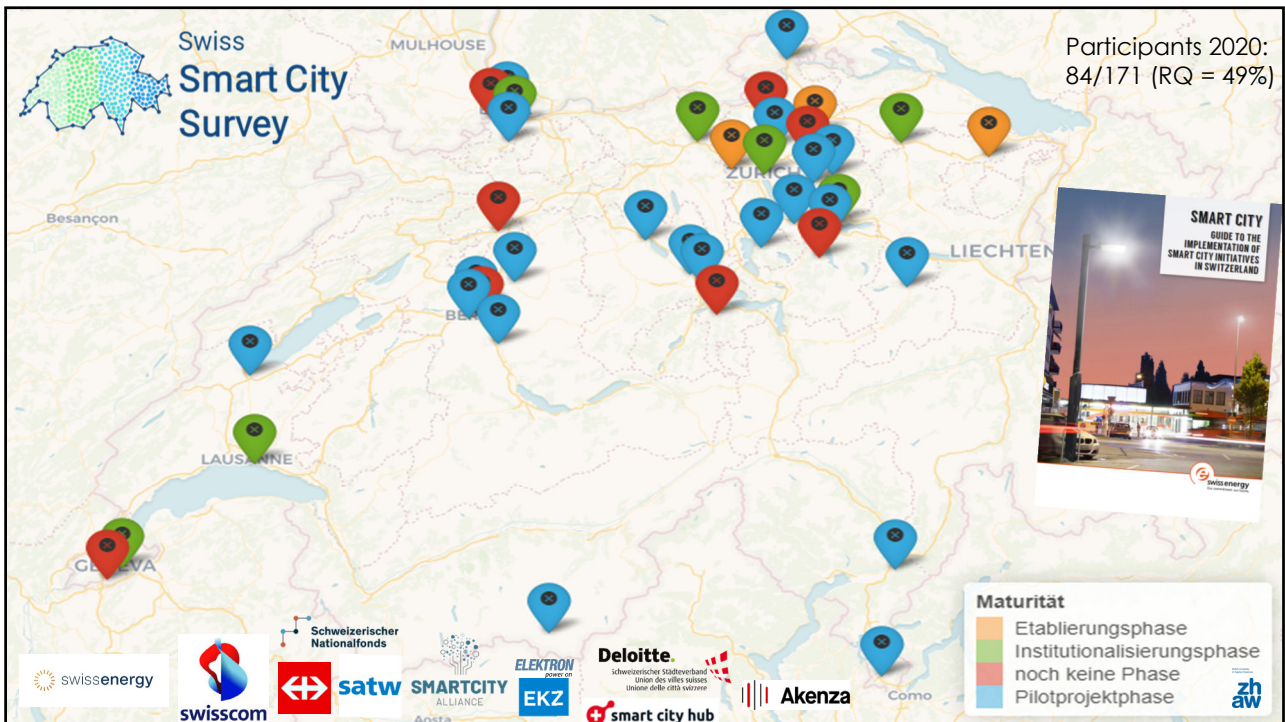 Swiss
Smart City
Survey
Participants 2020:
84/171 (RQ = 49%)
MULHOUSE
Besançon
ZÜRICH
LIECHTEN
BE
LAUSANNE
GENEVA
Como
Aosta
SMART CITY
GUIDE TO THE
IMPLEMENTATION OF
SMART CITY INITIATIVES
IN SWITZERLAND
swissenergy
Maturität
Etablierungsphase
Institutionalisierungsphase
noch keine Phase
Pilotprojektphase
swissenergy
swisscom
Schweizerischer
Nationalfonds
satw
SMARTCITY
ALLIANCE
ELEKTRON
power on
EKZ
Deloitte.
Schweizerischer Städteverband
Union des villes suisses
Unione delle città svizzere
smart city hub
Akenza
zh
aw